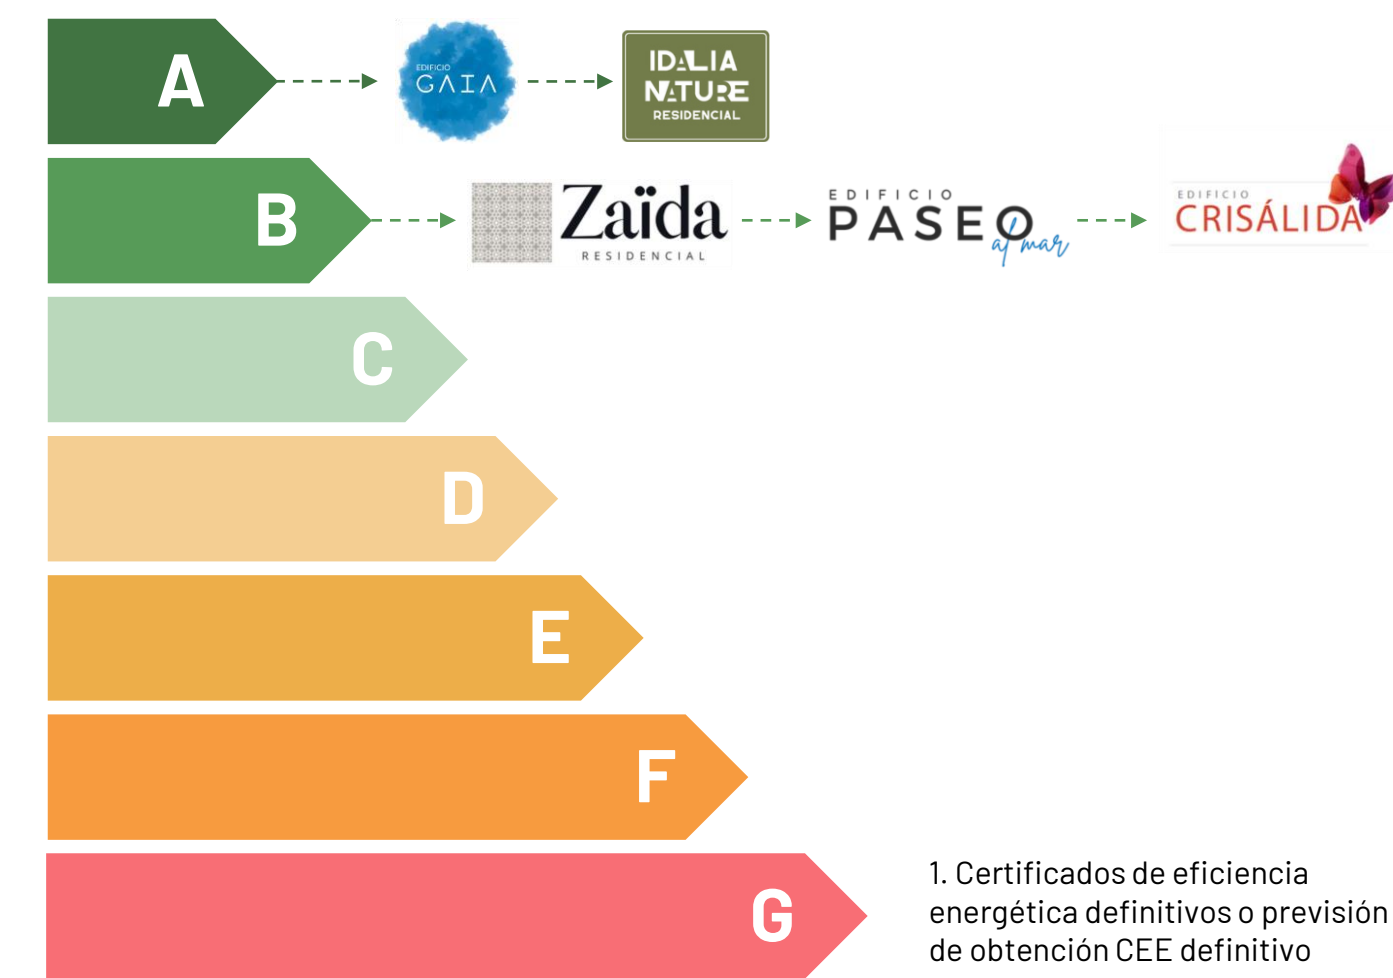 A
EDIFICIO
GAIA
IDALIA
NATURE
RESIDENCIAL
B
Zaïda
RESIDENCIAL
EDIFICIO
PASEO
al mar
EDIFICIO
CRISÁLIDA
C
D
E
F
G
1. Certificados de eficiencia
energética definitivos o previsión
de obtención CEE definitivo